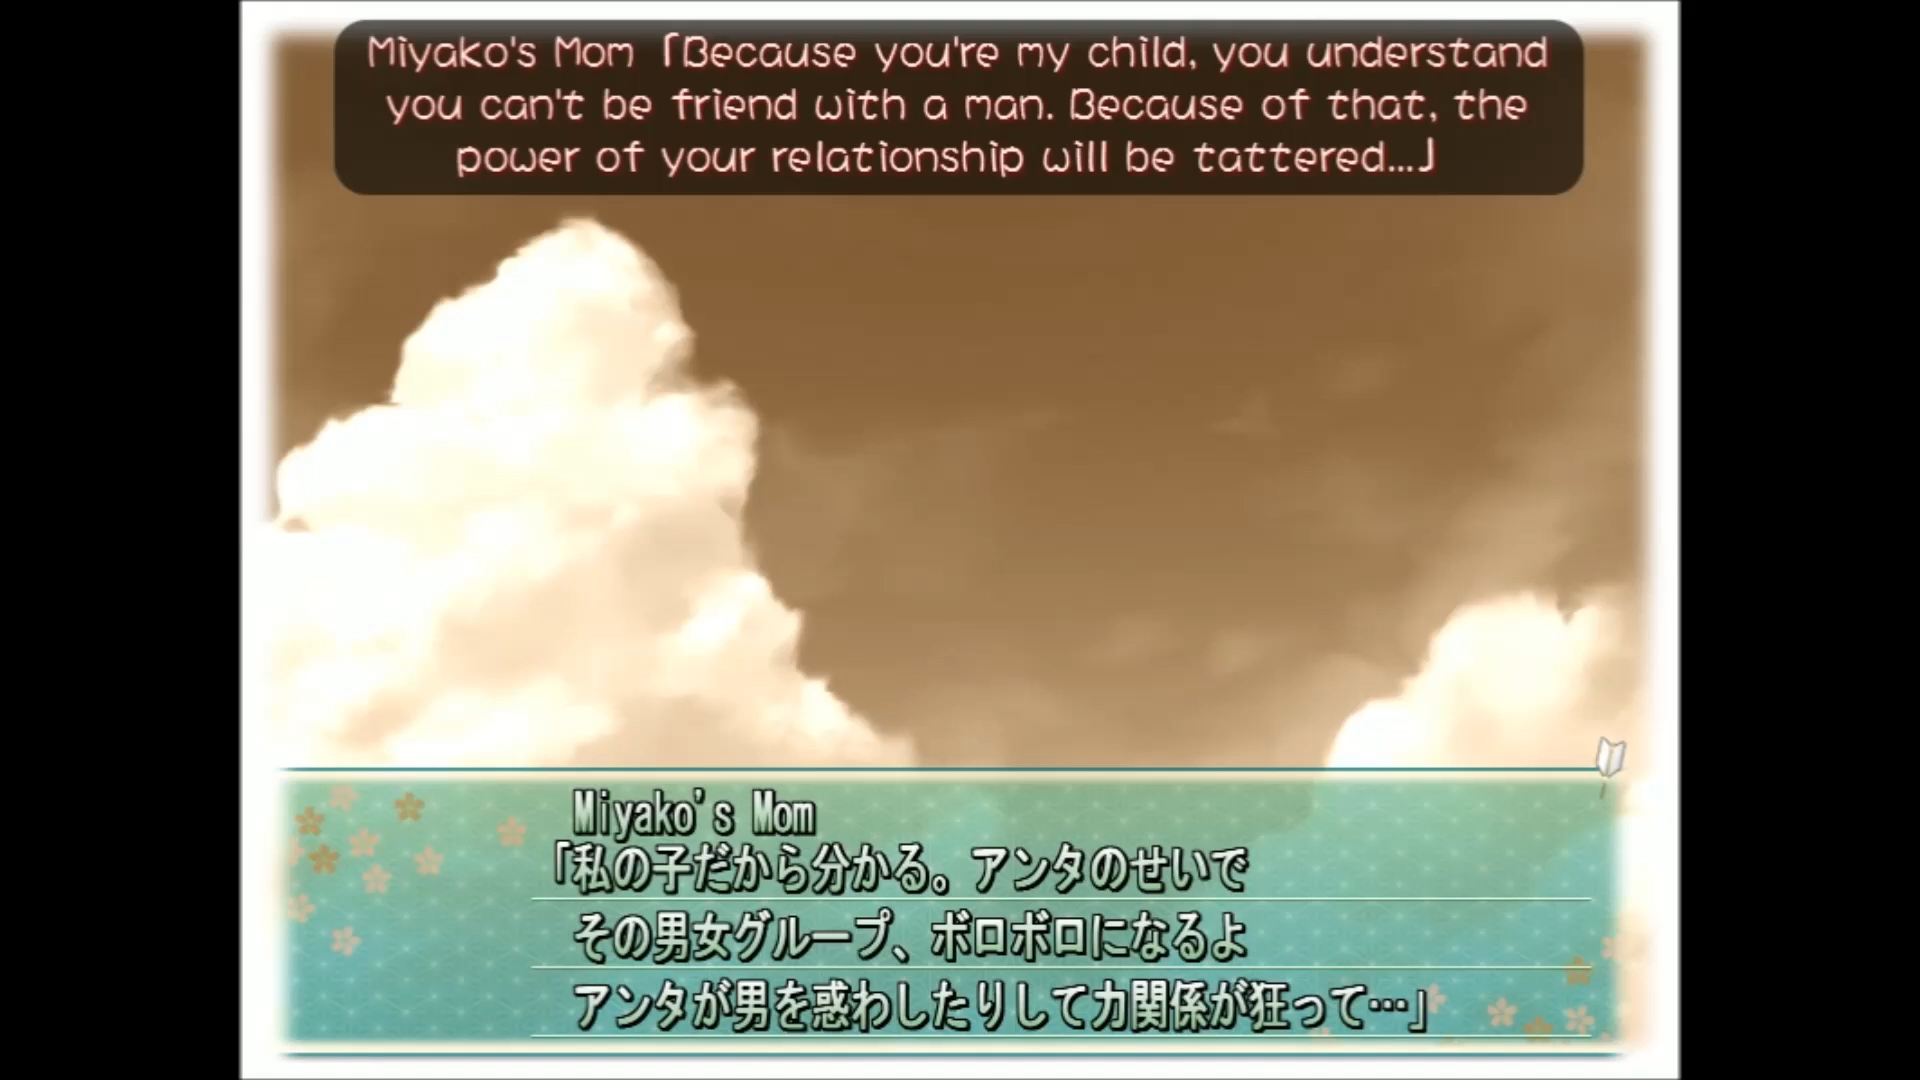 Miyako's Mom 「Because you're my child, you understand
you can't be friend with a man. Because of that, the
power of your relationship will be tattered...」
Miyako's Mom
「私の子だから分かる。アンタのせいで
その男女グループ、ボロボロになるよ
アンタが男を惑わしたりして力関係が狂って…」